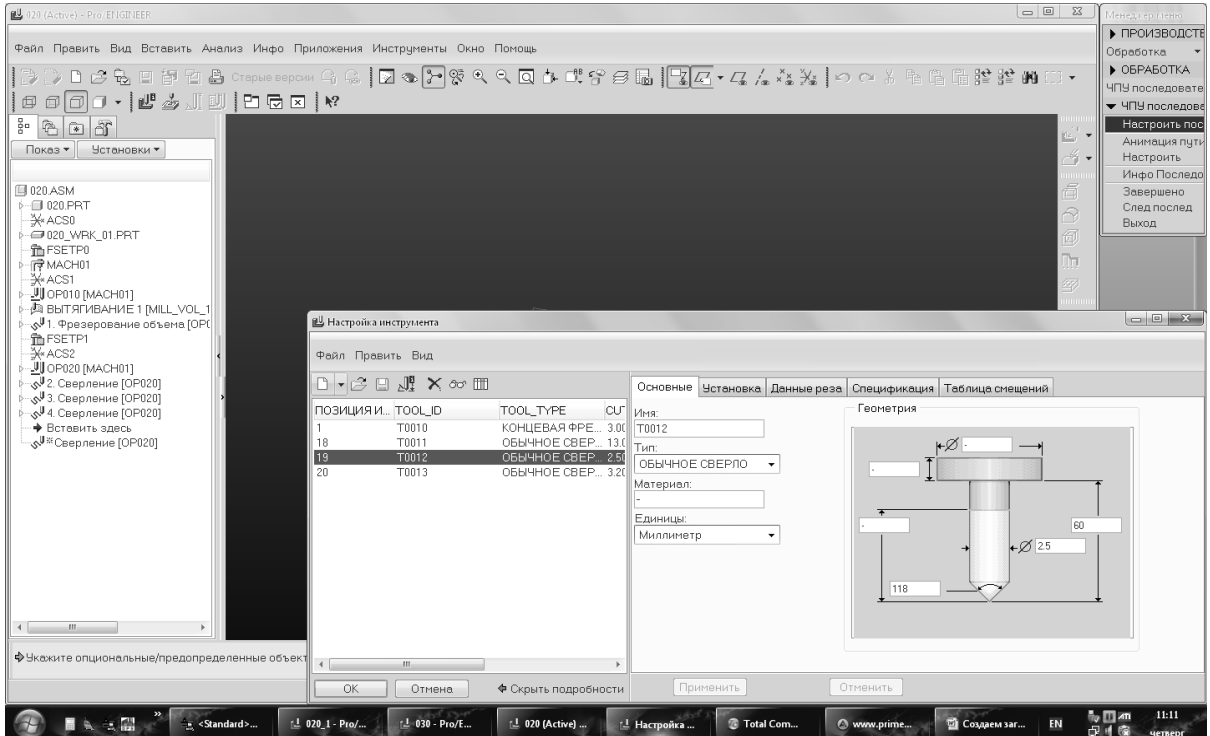 020 (Active) - Pro/ENGINEER
Файл Править Вид Вставить Анализ Инфо Приложения Инструменты Окно Помощь
Старые версии
Показ
Установки
020.ASM
020.PRT
ACS0
020_WRK_01.PRT
FSETP0
MACH01
ACS1
OP010 [MACH01]
ВЫТЯГИВАНИЕ 1 [MILL_VOL_1
1. Фрезерование объема [OP0
FSETP1
ACS2
OP020 [MACH01]
2. Сверление [OP020]
3. Сверление [OP020]
4. Сверление [OP020]
Вставить здесь
Сверление [OP020]
Укажите опциональные/предопределенные объект
Менеджер меню
ПРОИЗВОДСТВ
Обработка
ОБРАБОТКА
ЧПУ последовате
ЧПУ последова
Настроить пос
Анимация пути
Настроить
Инфо Последо
Завершено
След послед
Выход
Настройка инструмента
Файл Править Вид
ПОЗИЦИЯ И... TOOL_ID TOOL_TYPE CUT
1 T0010 КОНЦЕВАЯ ФРЕ... 3.00
18 T0011 ОБЫЧНОЕ СВЕР... 13.0
19 T0012 ОБЫЧНОЕ СВЕР... 2.50
20 T0013 ОБЫЧНОЕ СВЕР... 3.20
OK
Отмена
Скрыть подробности
Основные Установка Данные реза Спецификация Таблица смещений
Имя:
T0012
Тип:
ОБЫЧНОЕ СВЕРЛО
Материал:
-
Единицы:
Миллиметр
Геометрия
-
-
-
60
2.5
118
Применить
Отменить
<Standard>...
020_1 - Pro/...
030 - Pro/E...
020 (Active) ...
Настройка ...
Total Com...
www.prime...
Создаем заг...
EN
11:11
четверг